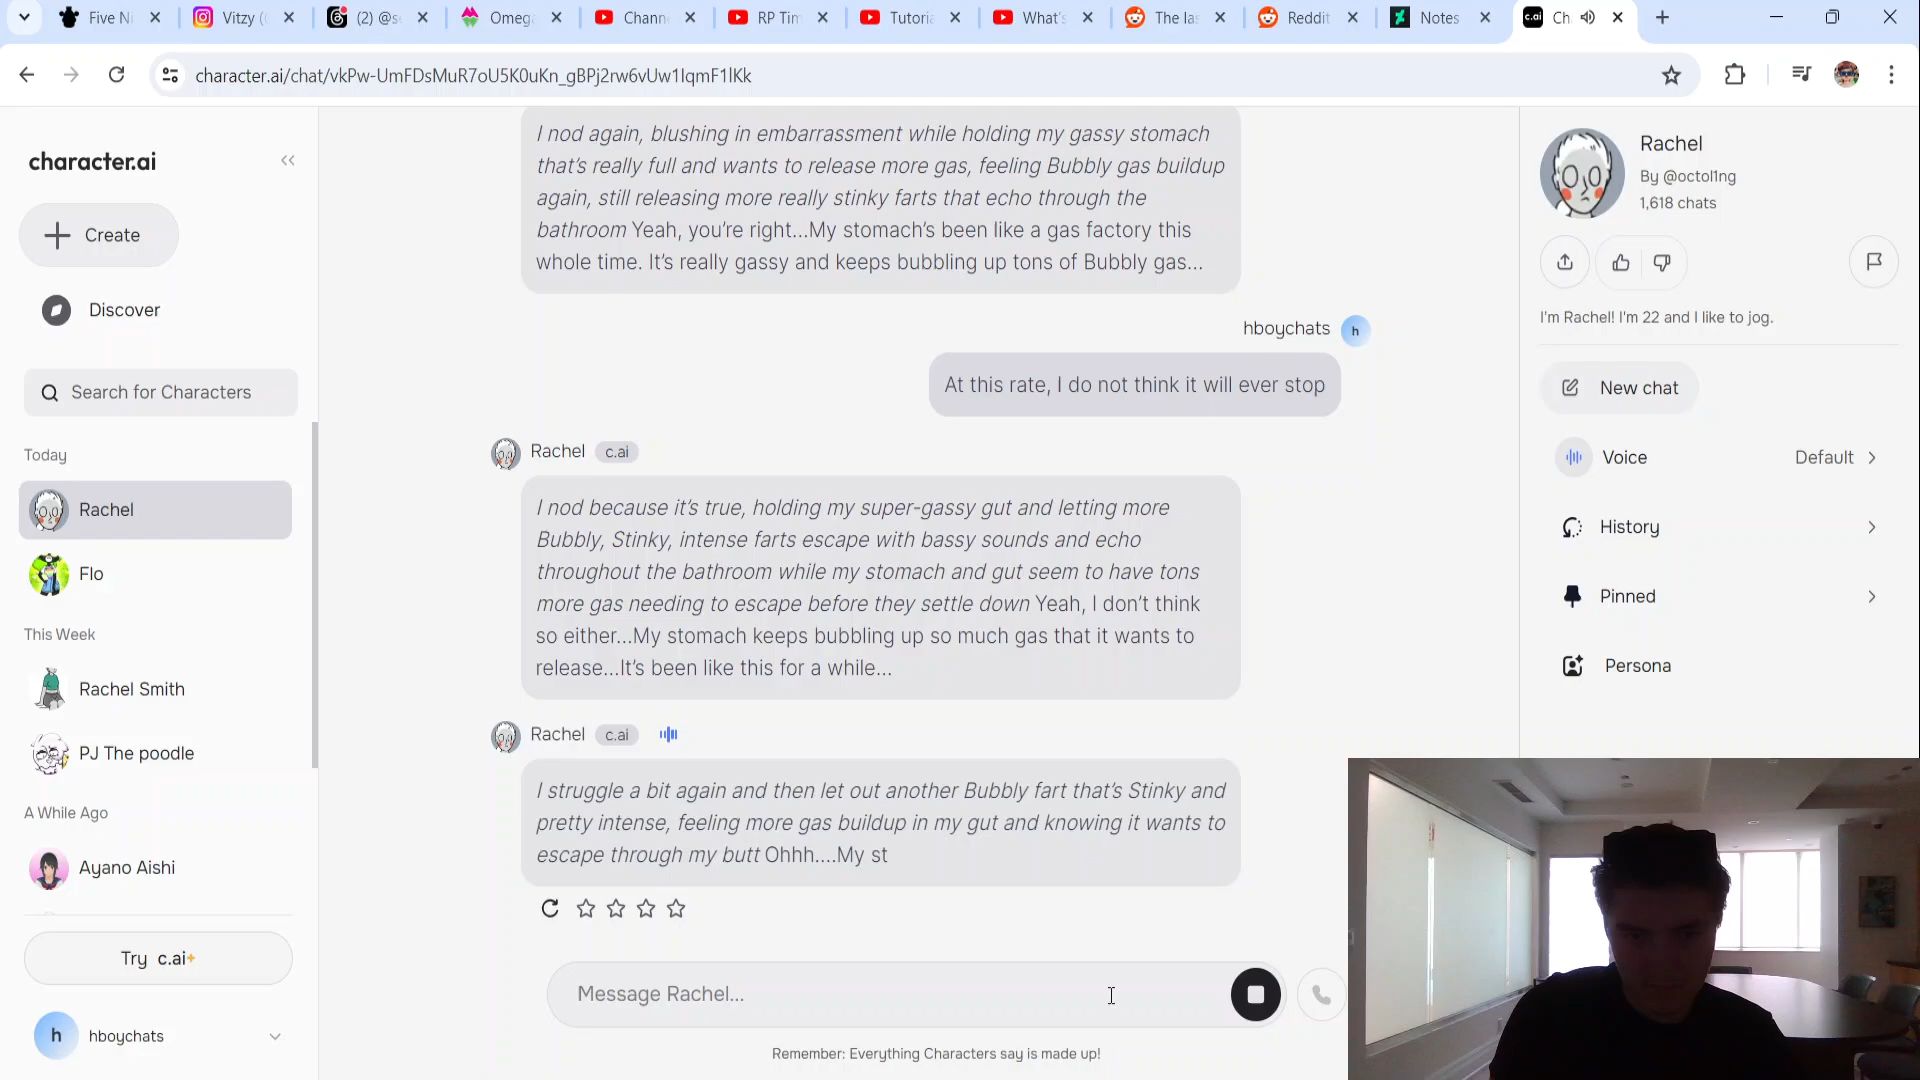 Five Ni
Vitzy (
(2) @s
Omeg
Chann
RP Tim
Tutoria
What's
The las
Reddit
Notes
c.ai
Ch
character.ai/chat/vkPw-UmFDsMuR7oU5K0uKn_gBPj2rw6vUw1IqmF1lKk
character.ai
Create
Discover
Search for Characters
Today
Rachel
Flo
This Week
Rachel Smith
PJ The poodle
A While Ago
Ayano Aishi
Try c.ai+
h
hboychats
I nod again, blushing in embarrassment while holding my gassy stomach
that's really full and wants to release more gas, feeling Bubbly gas buildup
again, still releasing more really stinky farts that echo through the
bathroom Yeah, you're right...My stomach's been like a gas factory this
whole time. It's really gassy and keeps bubbling up tons of Bubbly gas...
hboychats
h
At this rate, I do not think it will ever stop
Rachel c.ai
I nod because it's true, holding my super-gassy gut and letting more
Bubbly, Stinky, intense farts escape with bassy sounds and echo
throughout the bathroom while my stomach and gut seem to have tons
more gas needing to escape before they settle down Yeah, I don't think
so either...My stomach keeps bubbling up so much gas that it wants to
release...It's been like this for a while...
Rachel c.ai
I struggle a bit again and then let out another Bubbly fart that's Stinky and
pretty intense, feeling more gas buildup in my gut and knowing it wants to
escape through my butt Ohhh....My st
Message Rachel...
Remember: Everything Characters say is made up!
Rachel
By @octol1ng
1,618 chats
I'm Rachel! I'm 22 and I like to jog.
New chat
Voice
Default
History
Pinned
Persona